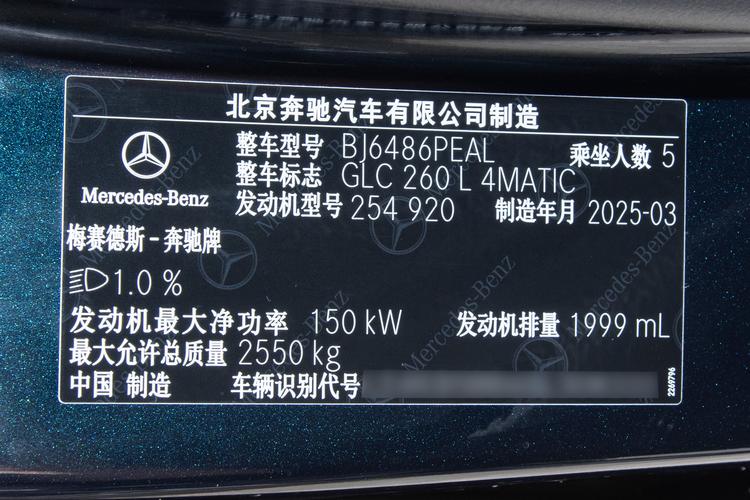 北京奔驰汽车有限公司制造
整车型号 BJ6486PEAL 乘坐人数 5
整车标志 GLC 260 L 4MATIC
发动机型号 254 920 制造年月 2025-03
Mercedes-Benz
梅赛德斯-奔驰牌
1.0 %
发动机最大净功率 150 kW 发动机排量 1999 mL
最大允许总质量 2550 kg
中国 制造 车辆识别代号
2269796